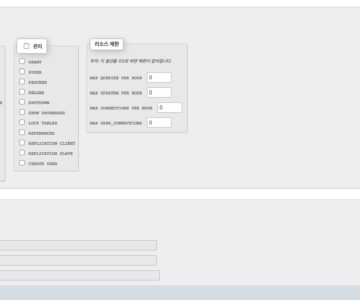 관리
GRANT
SUPER
PROCESS
RELOAD
SHUTDOWN
SHOW DATABASES
LOCK TABLES
REFERENCES
REPLICATION CLIENT
REPLICATION SLAVE
CREATE USER
리소스 제한
주의: 이 옵션을 0으로 하면 제한이 없어집니다.
MAX QUERIES PER HOUR 0
MAX UPDATES PER HOUR 0
MAX CONNECTIONS PER HOUR 0
MAX USER_CONNECTIONS 0